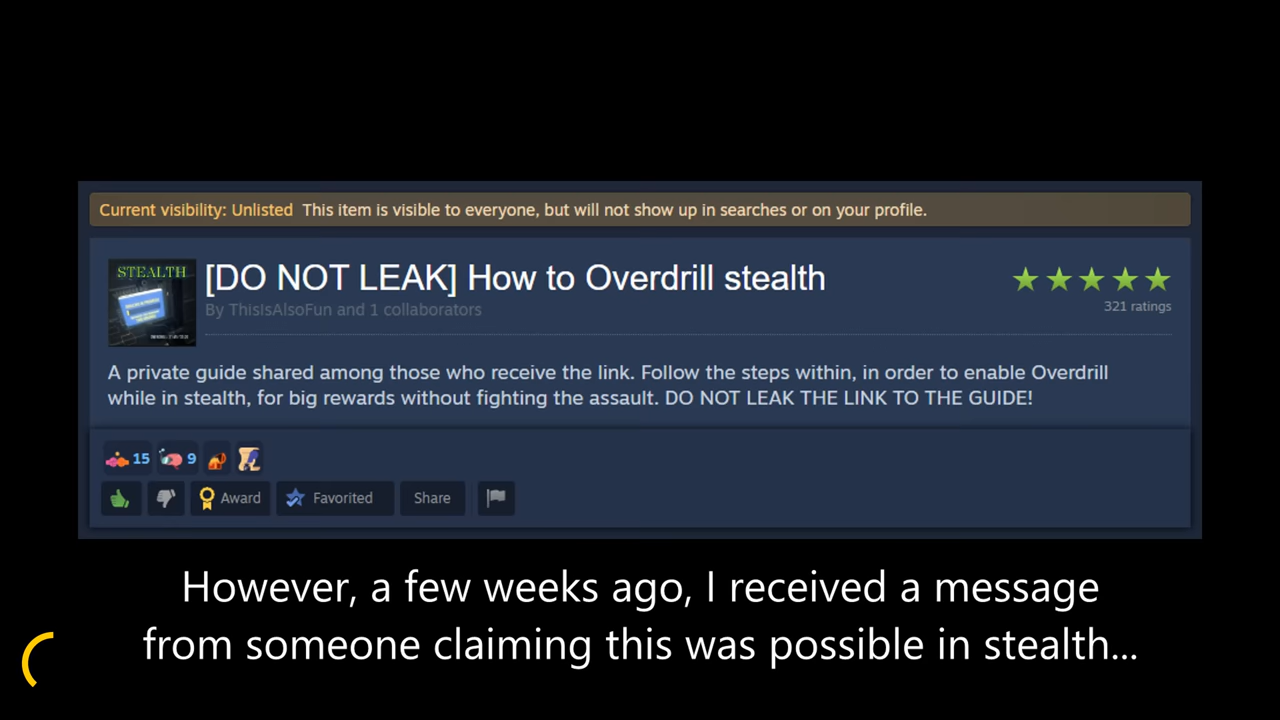 Current visibility: Unlisted This item is visible to everyone, but will not show up in searches or on your profile.
STEALTH
[DO NOT LEAK] How to Overdrill stealth
By ThisIsAlsoFun and 1 collaborators
321 ratings
A private guide shared among those who receive the link. Follow the steps within, in order to enable Overdrill
while in stealth, for big rewards without fighting the assault. DO NOT LEAK THE LINK TO THE GUIDE!
15 9
Award Favorited Share
However, a few weeks ago, I received a message
from someone claiming this was possible in stealth...